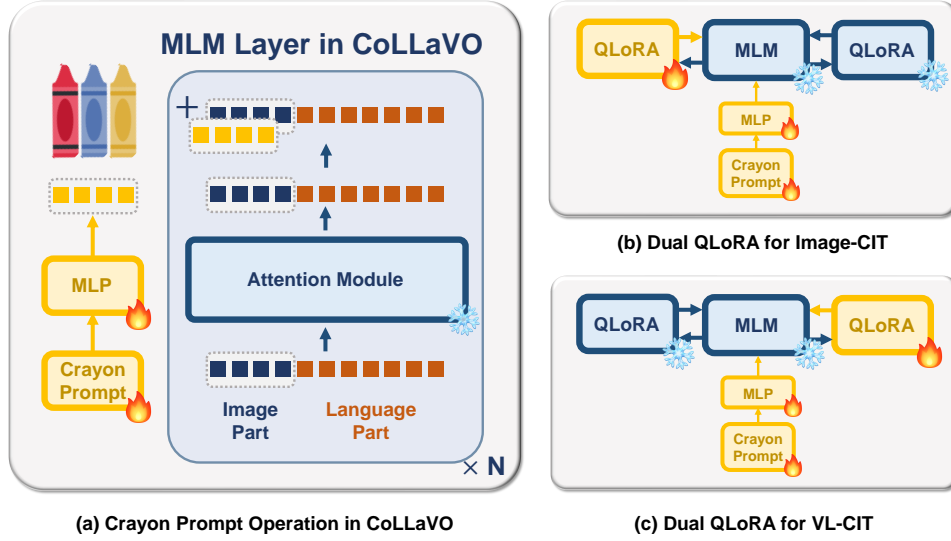 MLM Layer in CoLLaVO
+
MLP
Crayon
Prompt
Attention Module
Image
Part
Language
Part
× N
(a) Crayon Prompt Operation in CoLLaVO
QLoRA
MLM
QLoRA
MLP
Crayon
Prompt
(b) Dual QLoRA for Image-CIT
QLoRA
MLM
QLoRA
MLP
Crayon
Prompt
(c) Dual QLoRA for VL-CIT